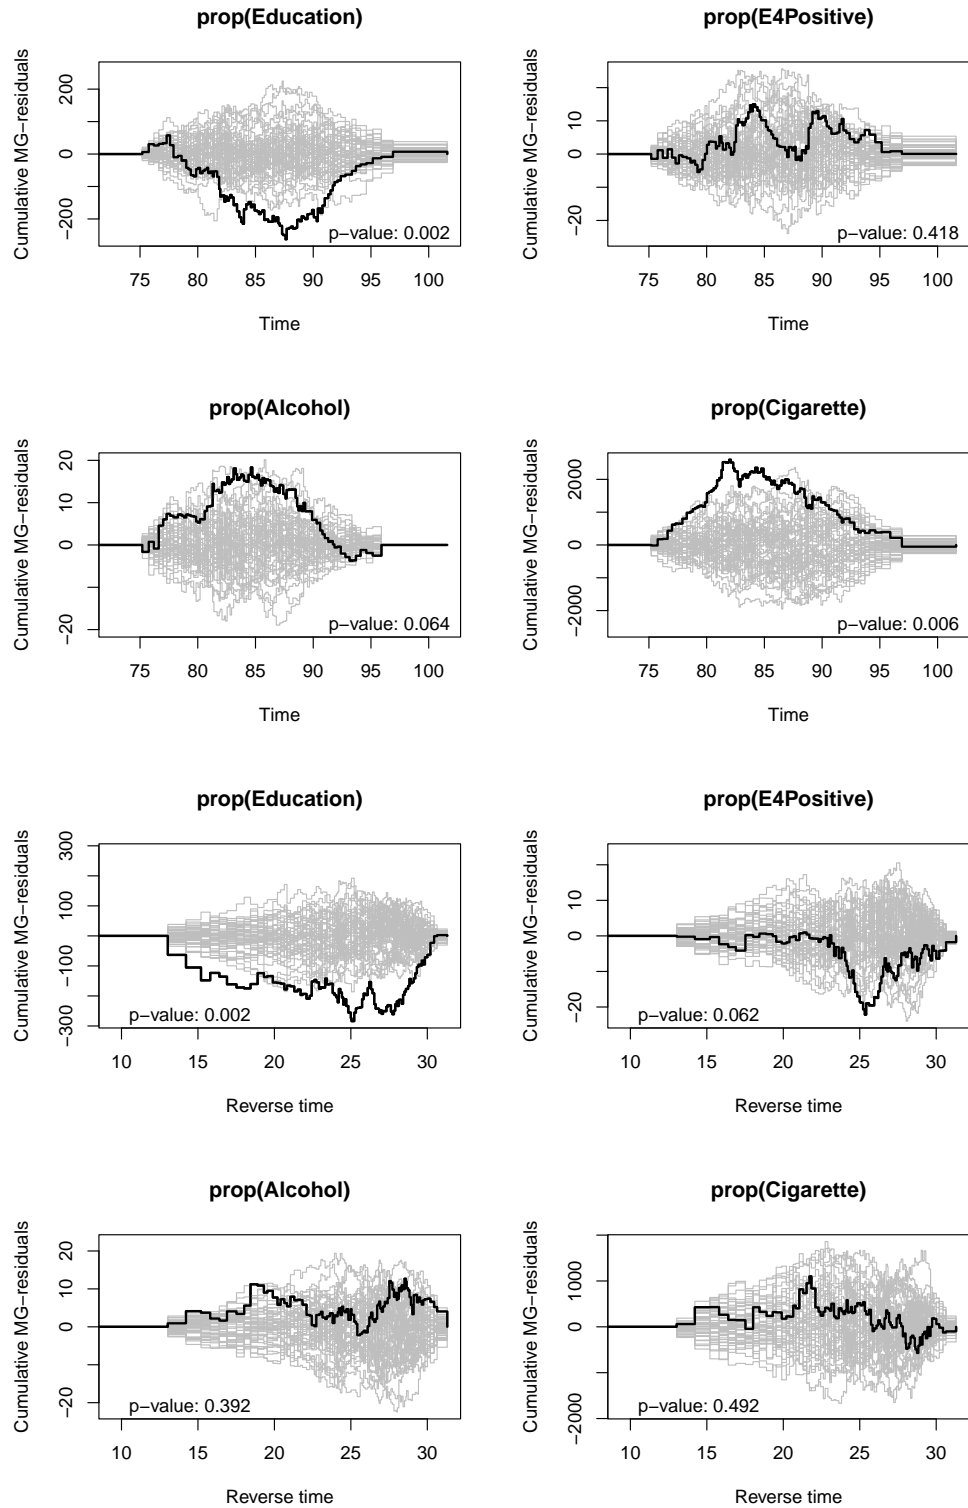 prop(Education)
Cumulative MG−residuals
200
0
−200
p−value: 0.002
75 80 85 90 95 100
Time
prop(E4Positive)
Cumulative MG−residuals
10
0
−20
p−value: 0.418
75 80 85 90 95 100
Time
prop(Alcohol)
Cumulative MG−residuals
20
10
0
−20
p−value: 0.064
75 80 85 90 95 100
Time
prop(Cigarette)
Cumulative MG−residuals
2000
0
−2000
p−value: 0.006
75 80 85 90 95 100
Time
prop(Education)
Cumulative MG−residuals
300
100
−100
−300
p−value: 0.002
10 15 20 25 30
Reverse time
prop(E4Positive)
Cumulative MG−residuals
10
0
−20
p−value: 0.062
10 15 20 25 30
Reverse time
prop(Alcohol)
Cumulative MG−residuals
20
10
0
−20
p−value: 0.392
10 15 20 25 30
Reverse time
prop(Cigarette)
Cumulative MG−residuals
1000
0
−2000
p−value: 0.492
10 15 20 25 30
Reverse time